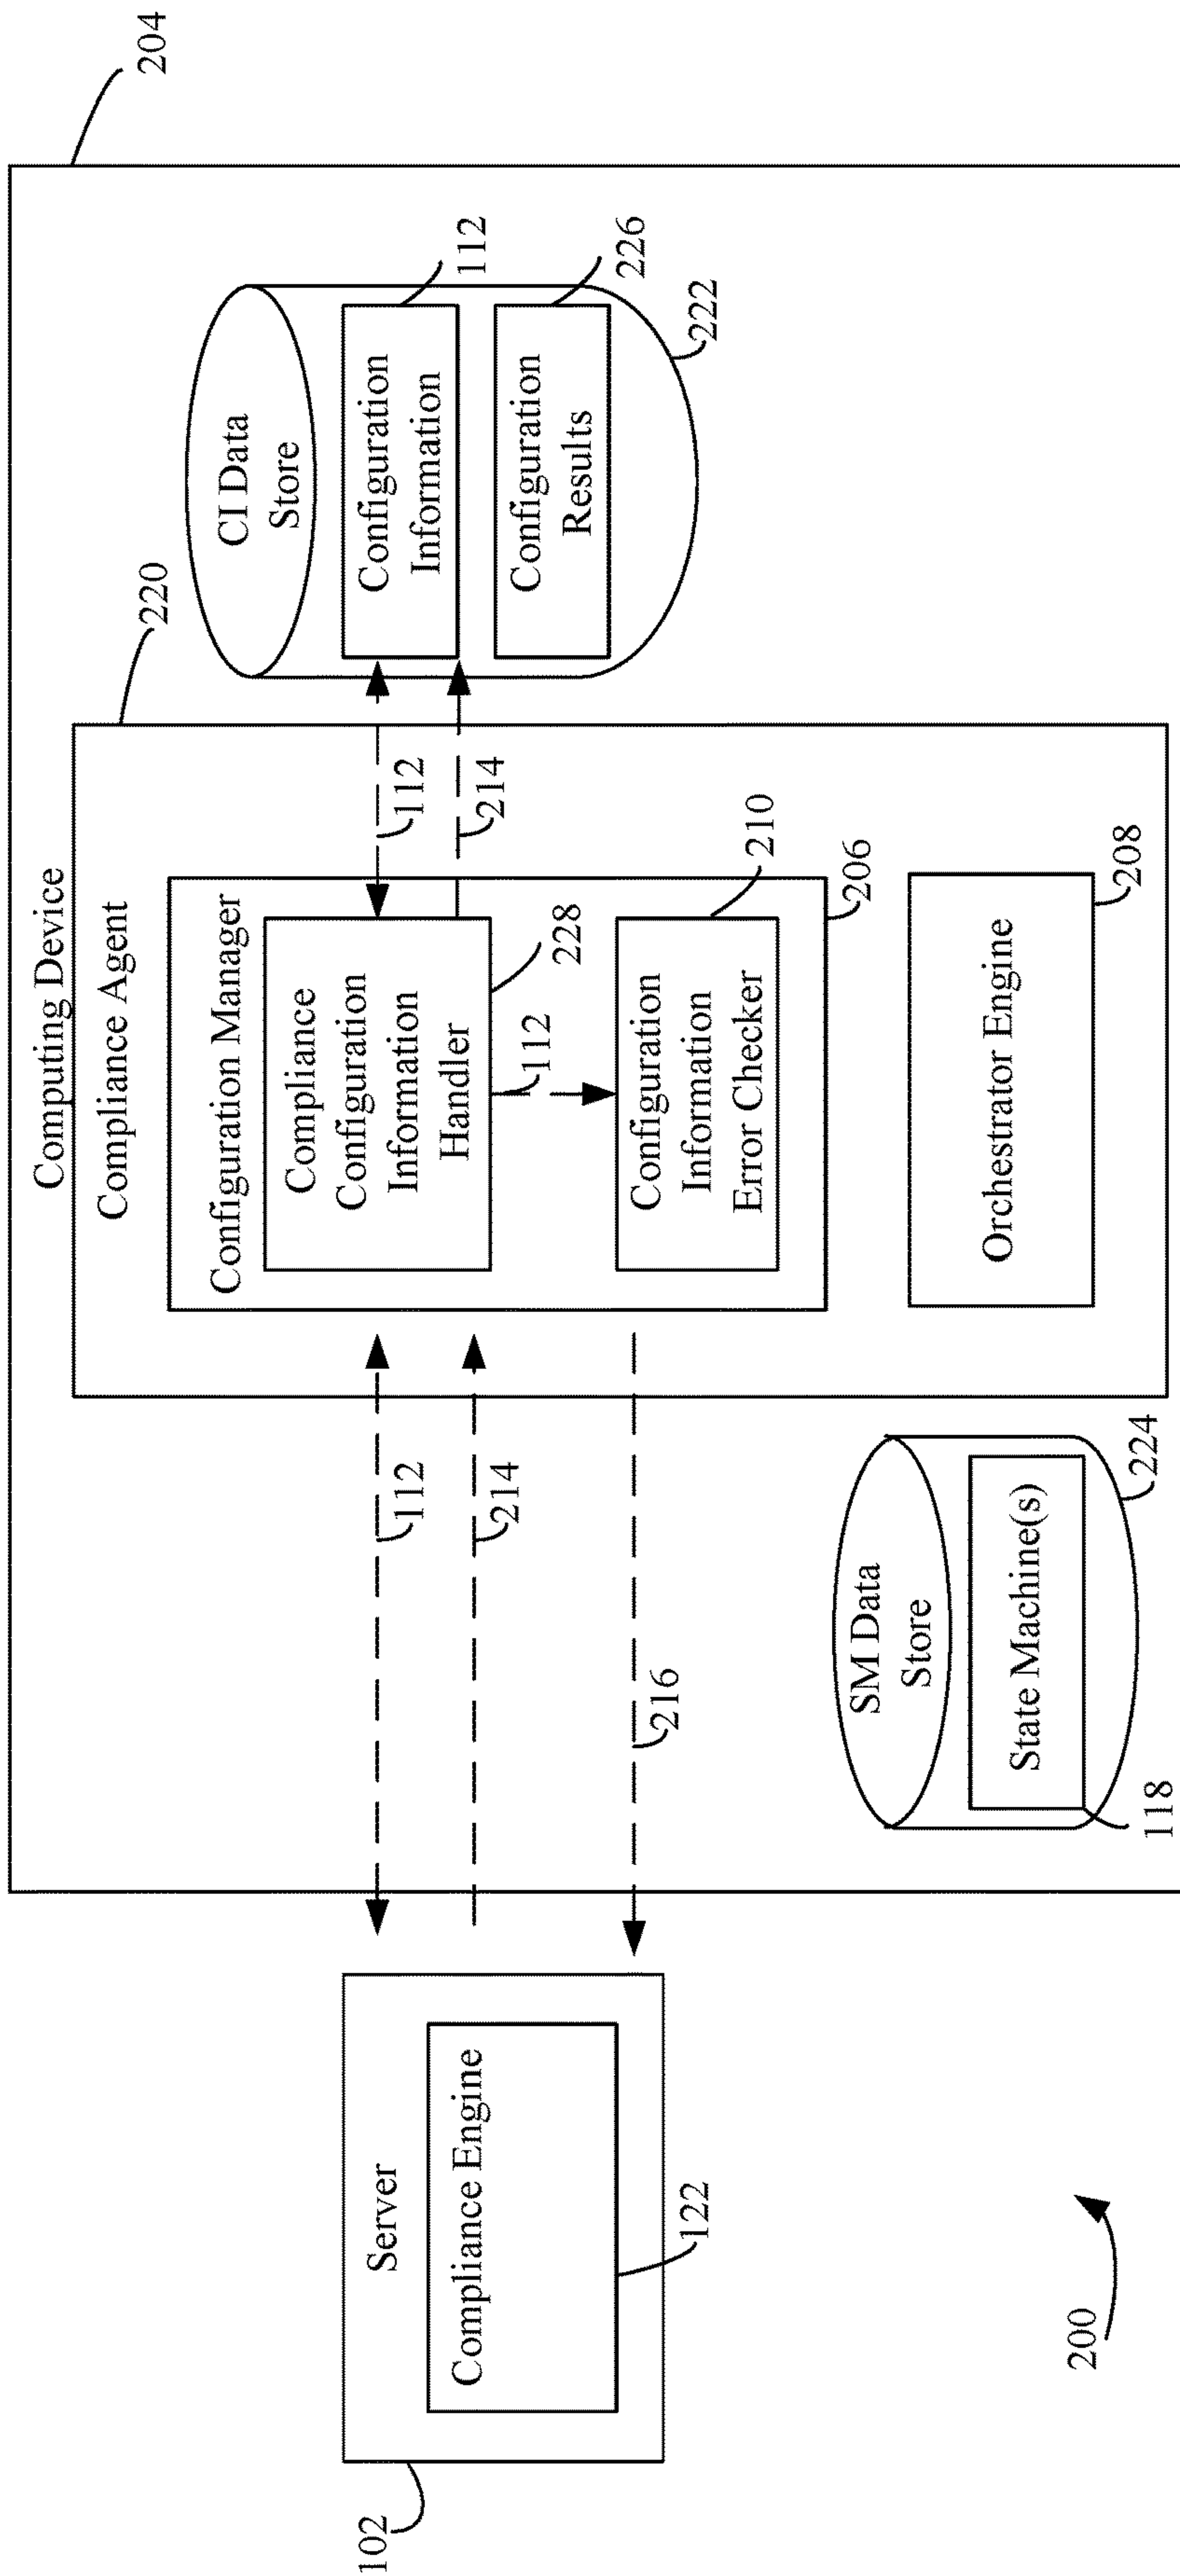 204
Computing Device
220
Compliance Agent
Configuration Manager
Compliance
Configuration
Information
Handler
228
112
Configuration
Information
Error Checker
210
206
Orchestrator Engine
208
112
214
CI Data
Store
Configuration
Information
112
Configuration
Results
226
222
112
214
216
SM Data
Store
State Machine(s)
118
224
Server
Compliance Engine
122
102
200